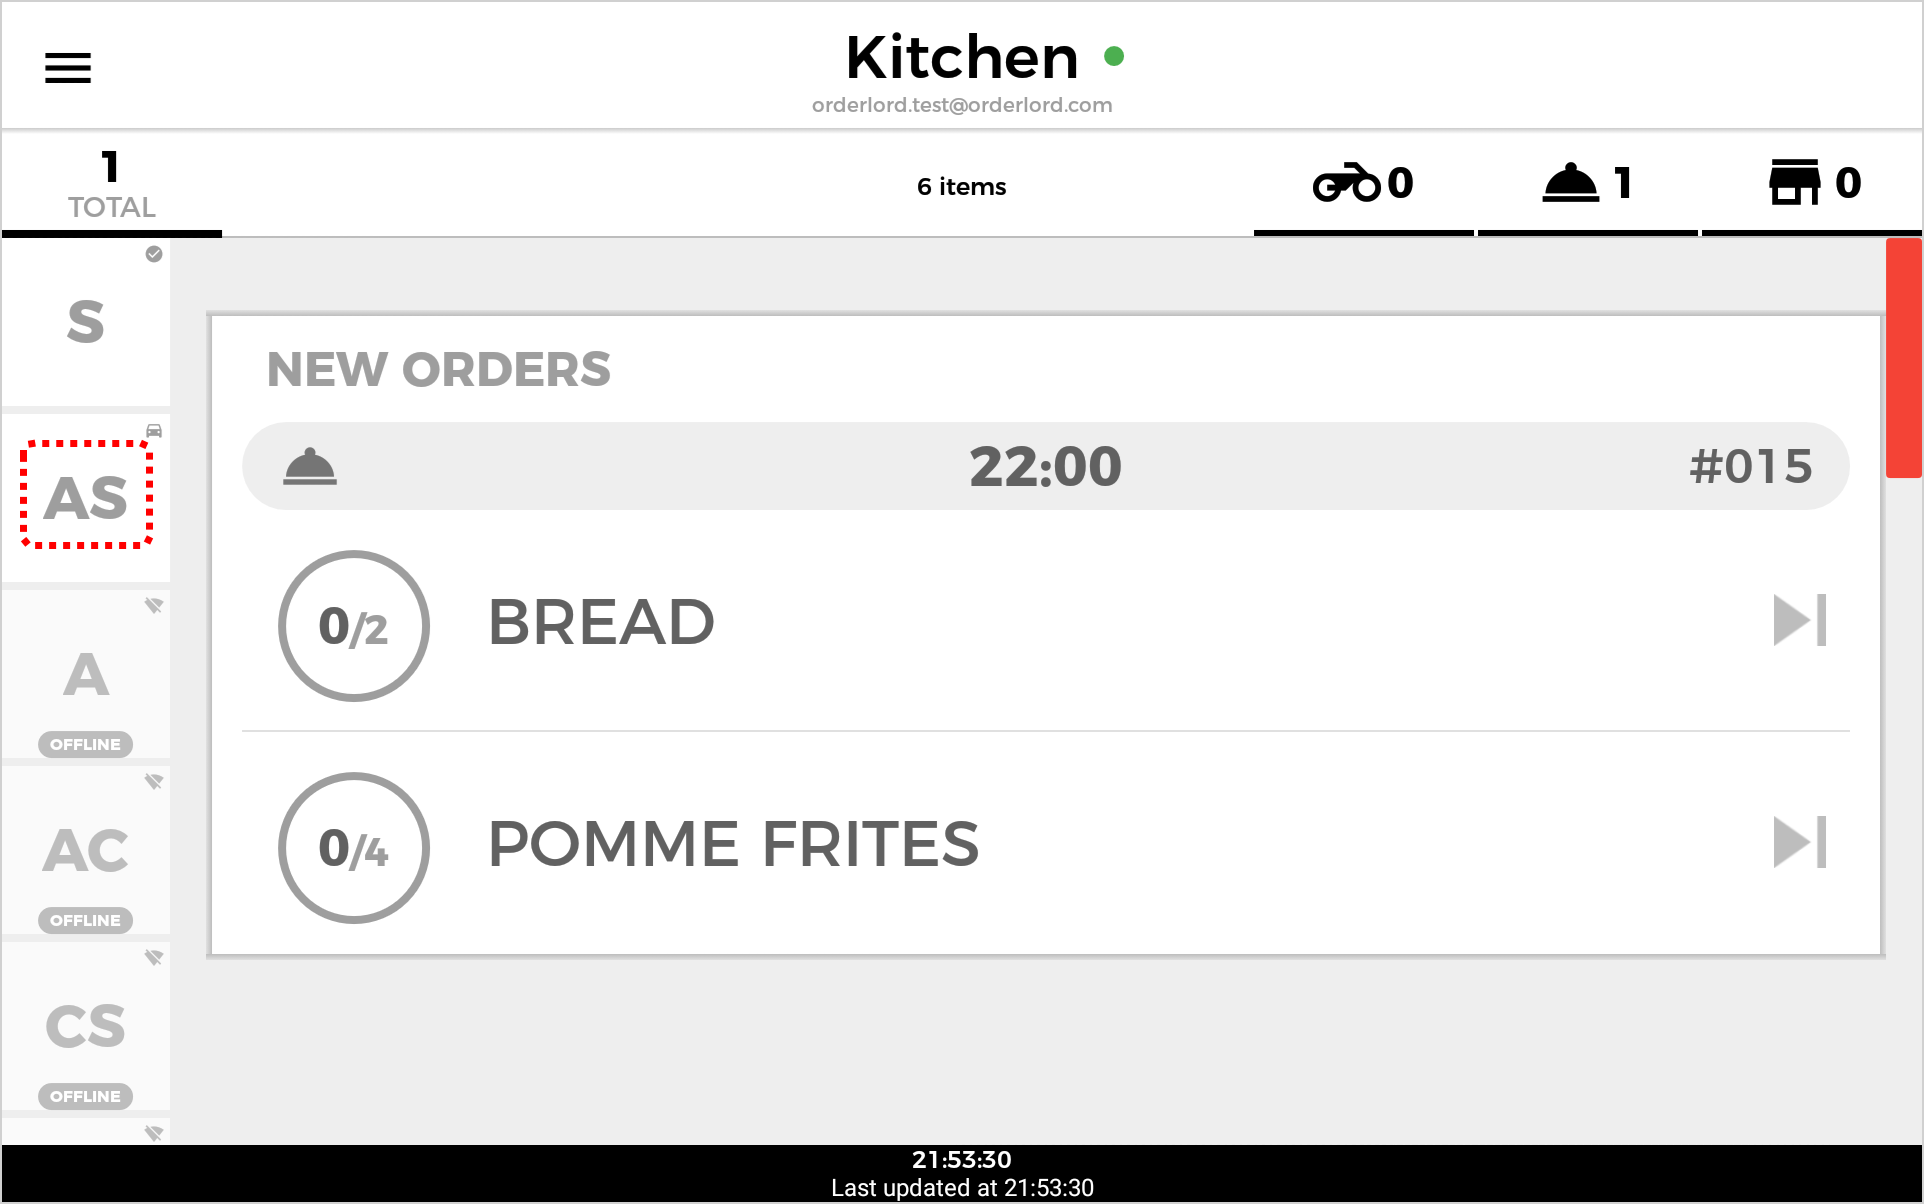 Kitchen
orderlord.test@orderlord.com
1
TOTAL
6 items
0
1
0
S
AS
A
OFFLINE
AC
OFFLINE
CS
OFFLINE
NEW ORDERS
22:00
#015
0/2
BREAD
0/4
POMME FRITES
21:53:30
Last updated at 21:53:30